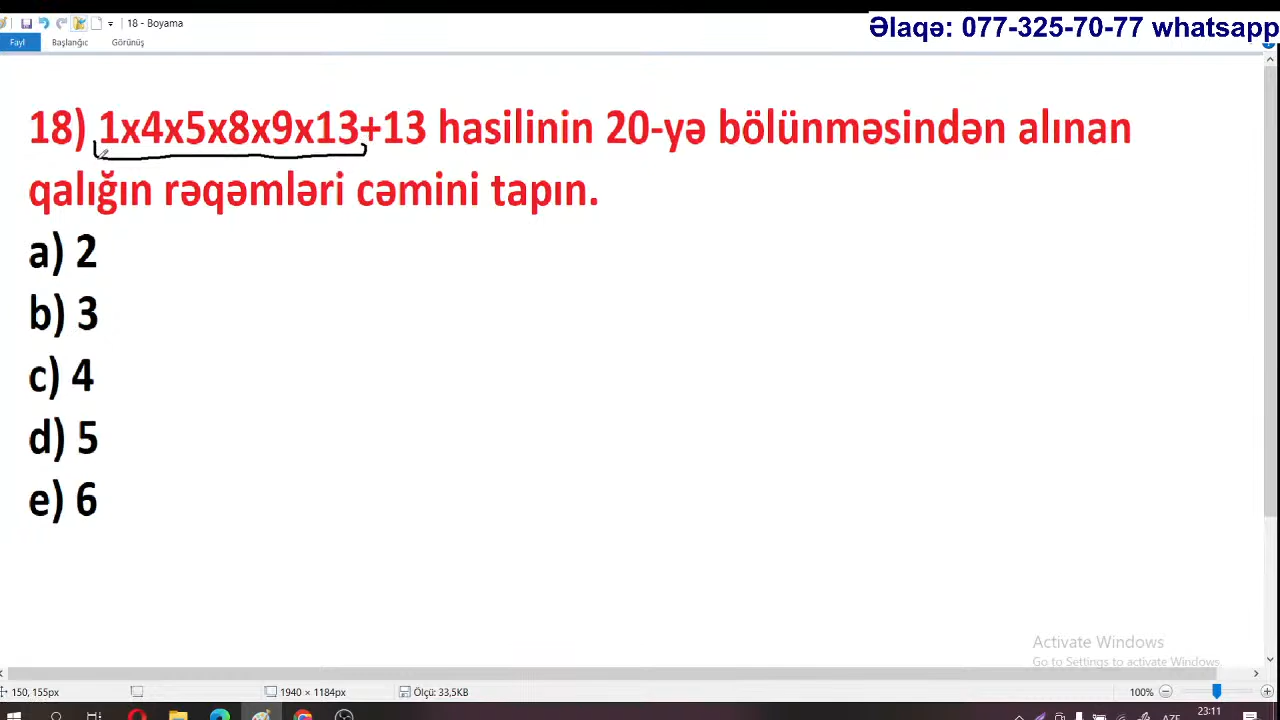 Əlaqə: 077-325-70-77 whatsapp
18 - Boyama
Fayl Başlanğıc Görünüş
18) 1x4x5x8x9x13+13 hasilinin 20-yə bölünməsindən alınan
qalığın rəqəmləri cəmini tapın.
a) 2
b) 3
c) 4
d) 5
e) 6
Activate Windows
Go to Settings to activate Windows.
150, 155px 1940 × 1184px Ölçü: 33,5KB 100%
AZE 23:11